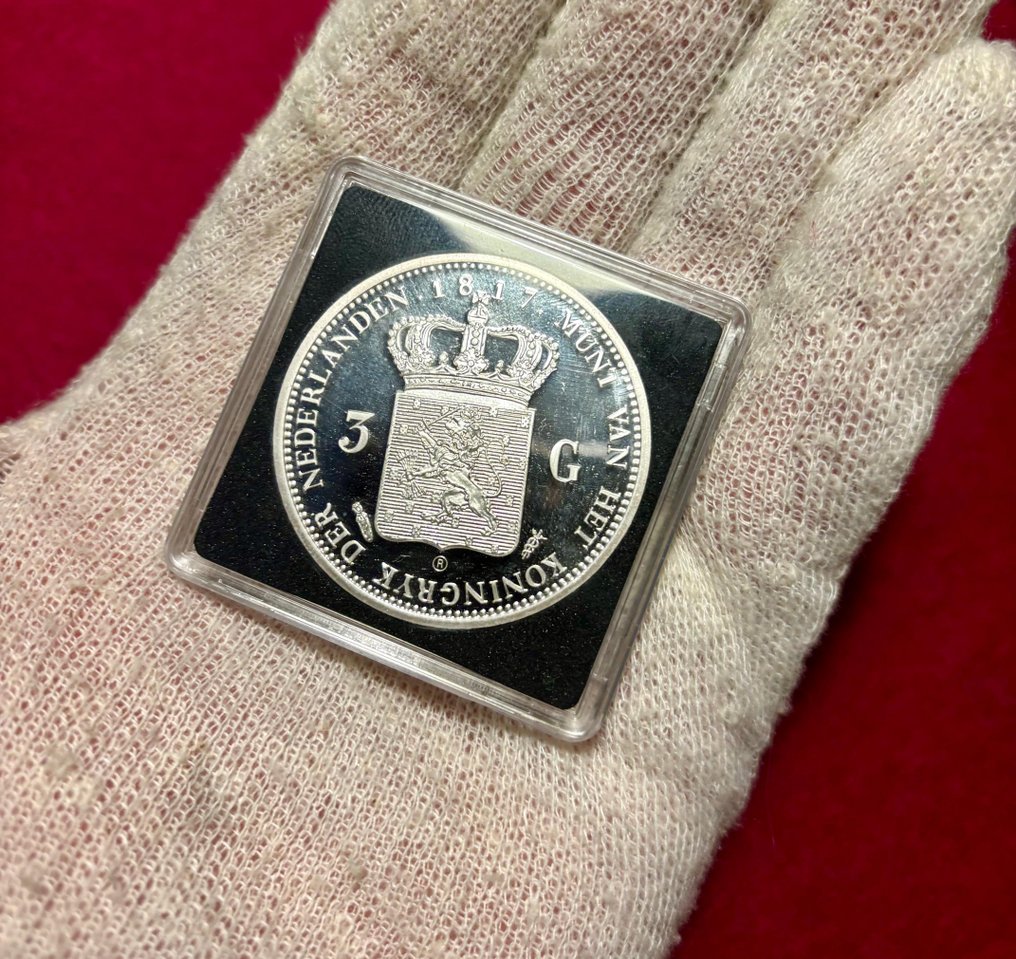 MUNT VAN HET KONINGRYK DER NEDERLANDEN . 1817
3 G
®